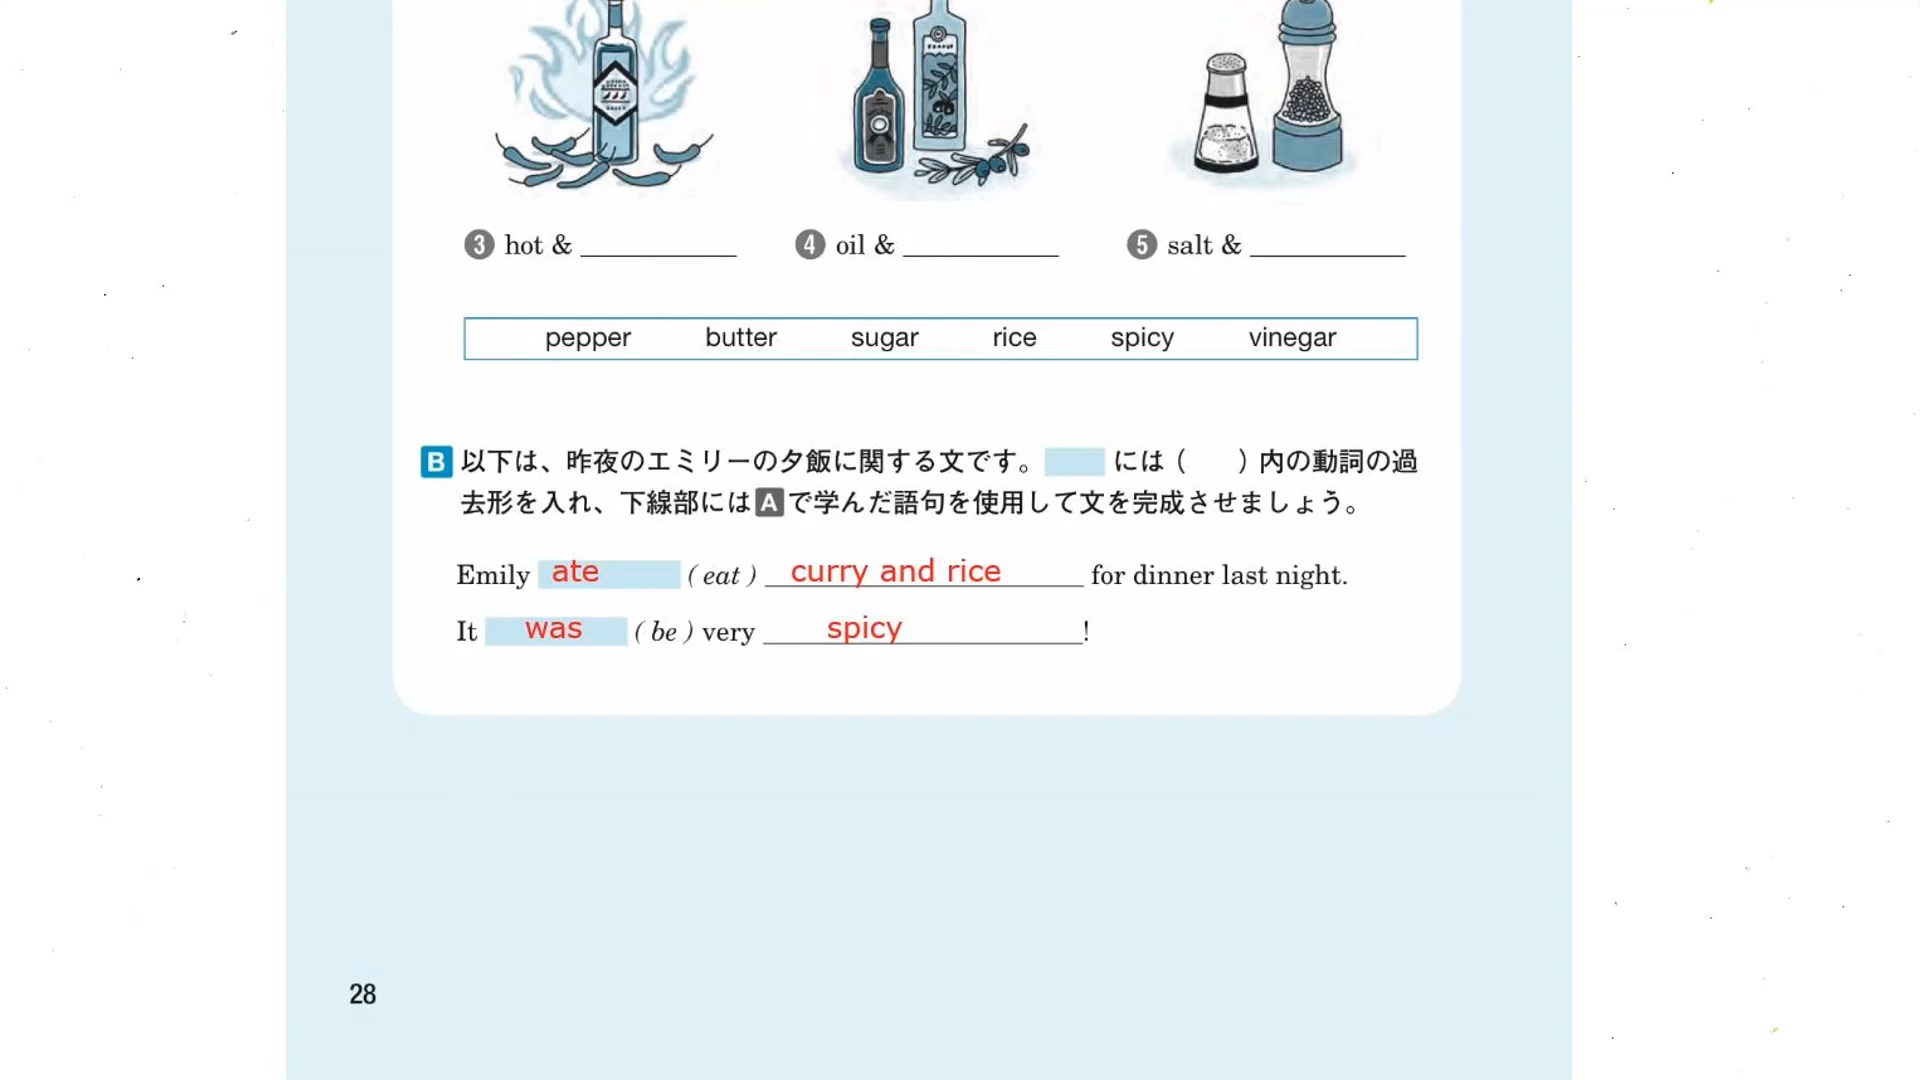 3 hot & ____________
4 oil & ____________
5 salt & ____________
pepper butter sugar rice spicy vinegar
B 以下は、昨夜のエミリーの夕飯に関する文です。 には（ ）内の動詞の過
去形を入れ、下線部にはAで学んだ語句を使用して文を完成させましょう。
Emily ate (eat) curry and rice for dinner last night.
It was (be) very spicy!
28